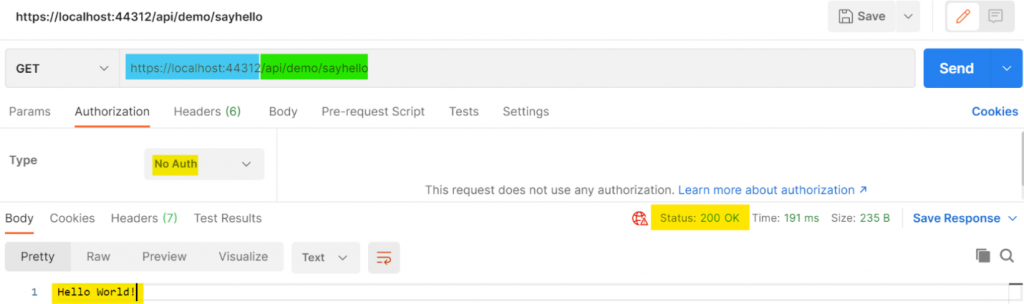 https://localhost:44312/api/demo/sayhello Save
GET https://localhost:44312/api/demo/sayhello Send
Params Authorization Headers (6) Body Pre-request Script Tests Settings Cookies
Type No Auth
This request does not use any authorization. Learn more about authorization ↗
Body Cookies Headers (7) Test Results Status: 200 OK Time: 191 ms Size: 235 B Save Response
Pretty Raw Preview Visualize Text
1 Hello World!